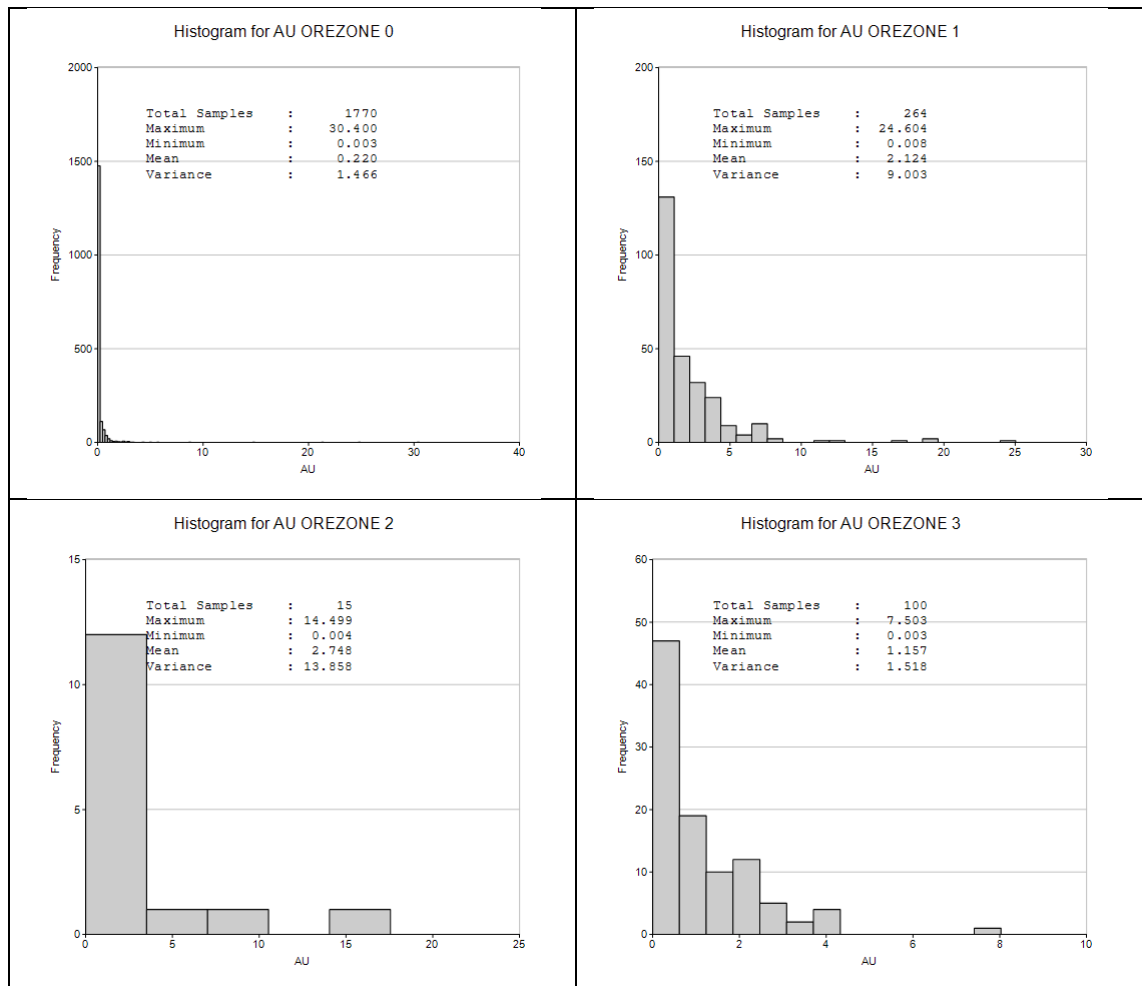 Histogram for AU OREZONE 0
2000
Total Samples : 1770
Maximum : 30.400
Minimum : 0.003
1500
Mean : 0.220
Variance : 1.466
Frequency
1000
500
0
0 10 20 30 40
AU
Histogram for AU OREZONE 1
200
Total Samples : 264
Maximum : 24.604
Minimum : 0.008
150
Mean : 2.124
Variance : 9.003
Frequency
100
50
0
0 5 10 15 20 25 30
AU
Histogram for AU OREZONE 2
15
Total Samples : 15
Maximum : 14.499
Minimum : 0.004
Mean : 2.748
Variance : 13.858
10
Frequency
5
0
0 5 10 15 20 25
AU
Histogram for AU OREZONE 3
60
Total Samples : 100
Maximum : 7.503
50
Minimum : 0.003
Mean : 1.157
Variance : 1.518
40
Frequency
30
20
10
0
0 2 4 6 8 10
AU